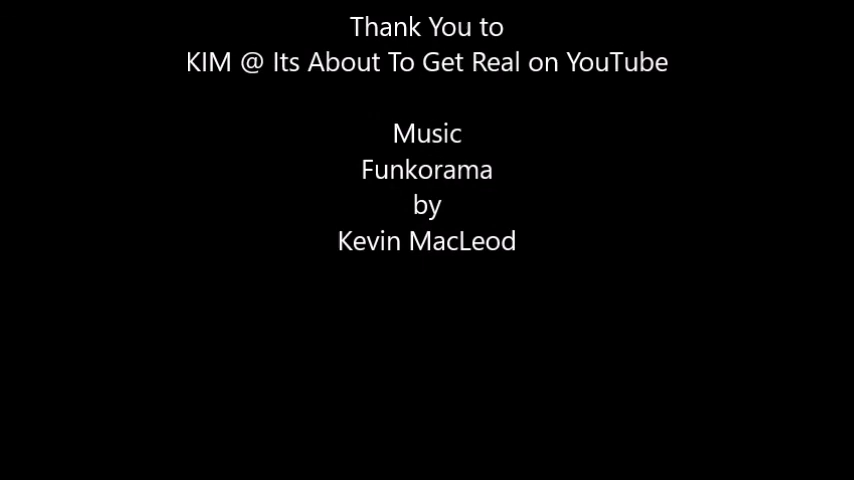 Thank You to
KIM @ Its About To Get Real on YouTube
Music
Funkorama
by
Kevin MacLeod